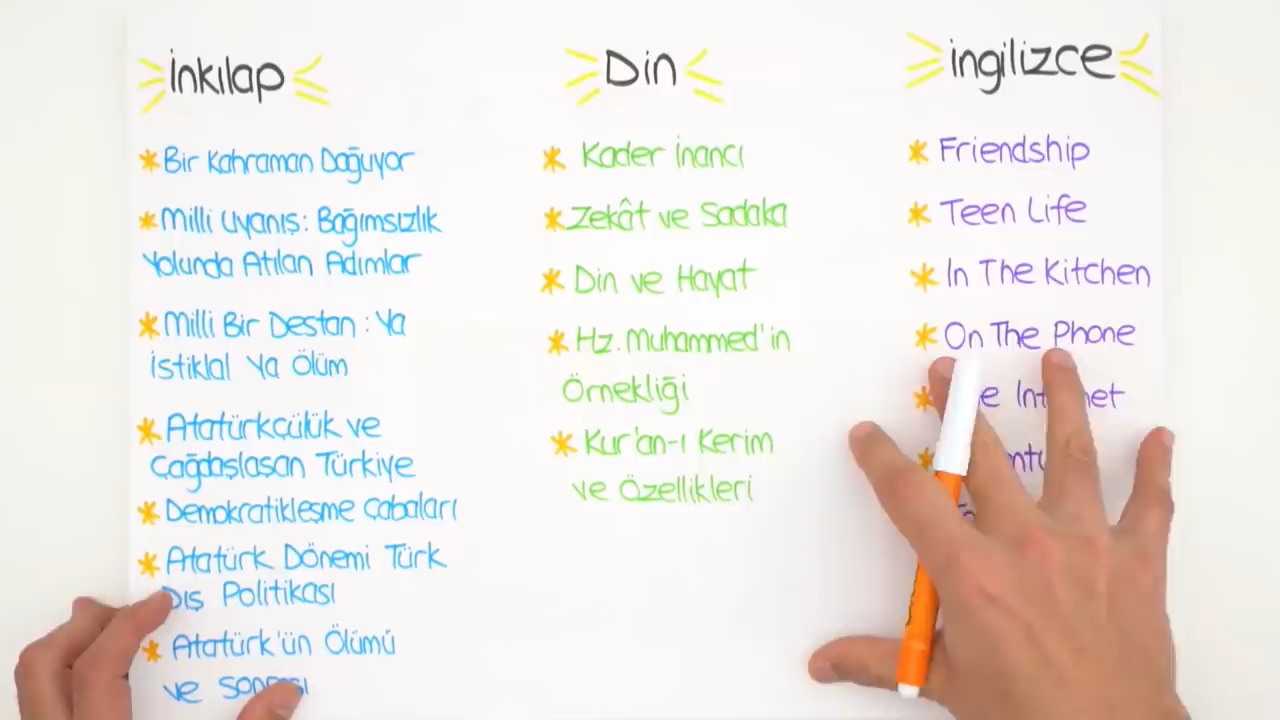 İnkılap
* Bir Kahraman Doğuyor
* Milli Uyanış: Bağımsızlık
Yolunda Atılan Adımlar
* Milli Bir Destan : Ya
İstiklal Ya Ölüm
* Atatürkçülük ve
Çağdaşlaşan Türkiye
* Demokratikleşme Çabaları
* Atatürk Dönemi Türk
Dış Politikası
* Atatürk'ün Ölümü
ve
Din
* Kader İnancı
* Zekât ve Sadaka
* Din ve Hayat
* Hz. Muhammed'in
Örnekliği
* Kur'an-ı Kerim
ve Özellikleri
İngilizce
* Friendship
* Teen Life
* In The Kitchen
* On The Phone